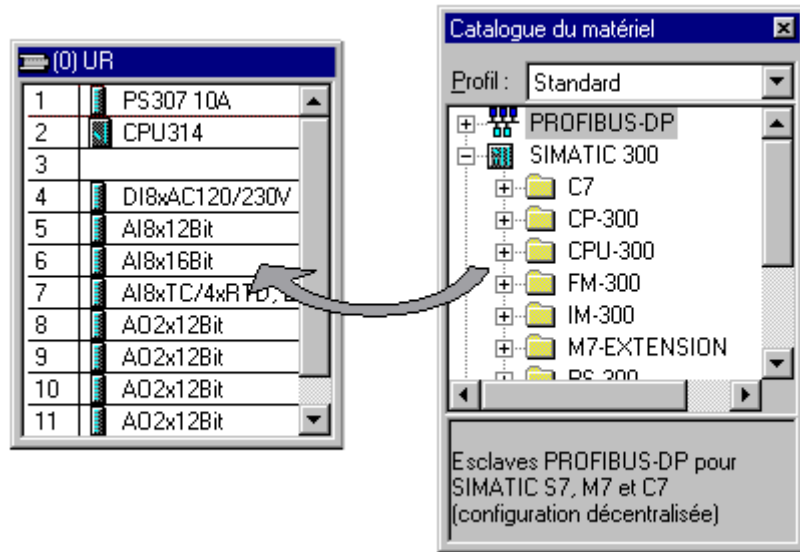 (0) UR
1 PS307 10A
2 CPU314
3
4 DI8xAC120/230V
5 AI8x12Bit
6 AI8x16Bit
7 AI8xTC/4xRTD,
8 AO2x12Bit
9 AO2x12Bit
10 AO2x12Bit
11 AO2x12Bit
Catalogue du matériel
Profil : Standard
PROFIBUS-DP
SIMATIC 300
C7
CP-300
CPU-300
FM-300
IM-300
M7-EXTENSION
PS-300
Esclaves PROFIBUS-DP pour
SIMATIC S7, M7 et C7
(configuration décentralisée)